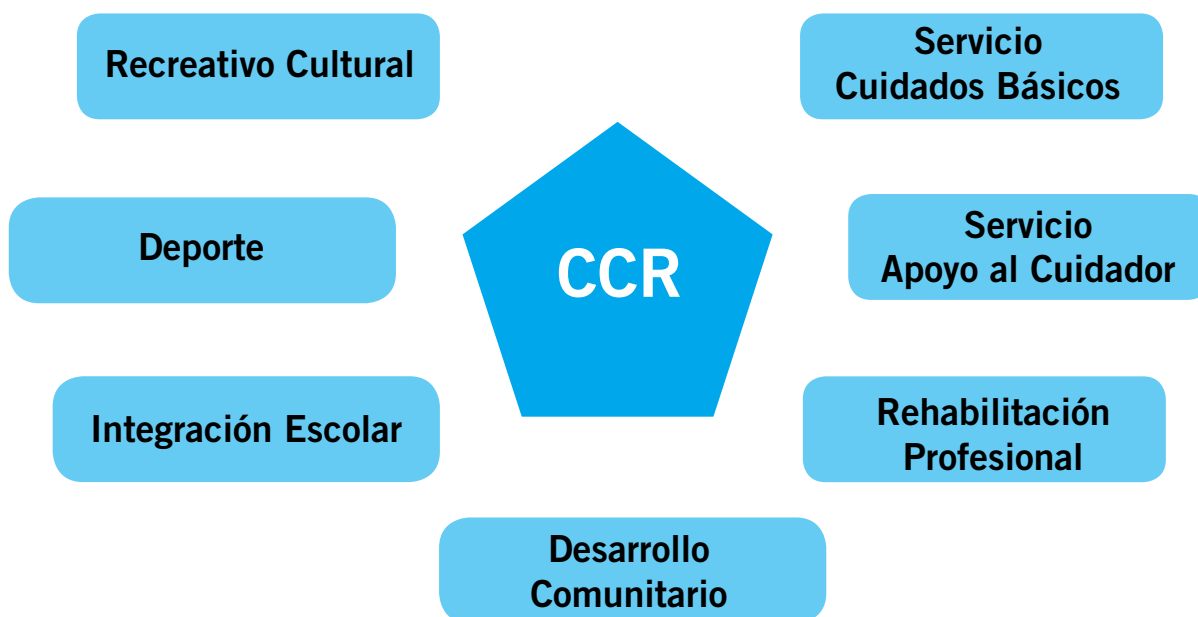 Recreativo Cultural
Servicio
Cuidados Básicos
Deporte
CCR
Servicio
Apoyo al Cuidador
Integración Escolar
Rehabilitación
Profesional
Desarrollo
Comunitario